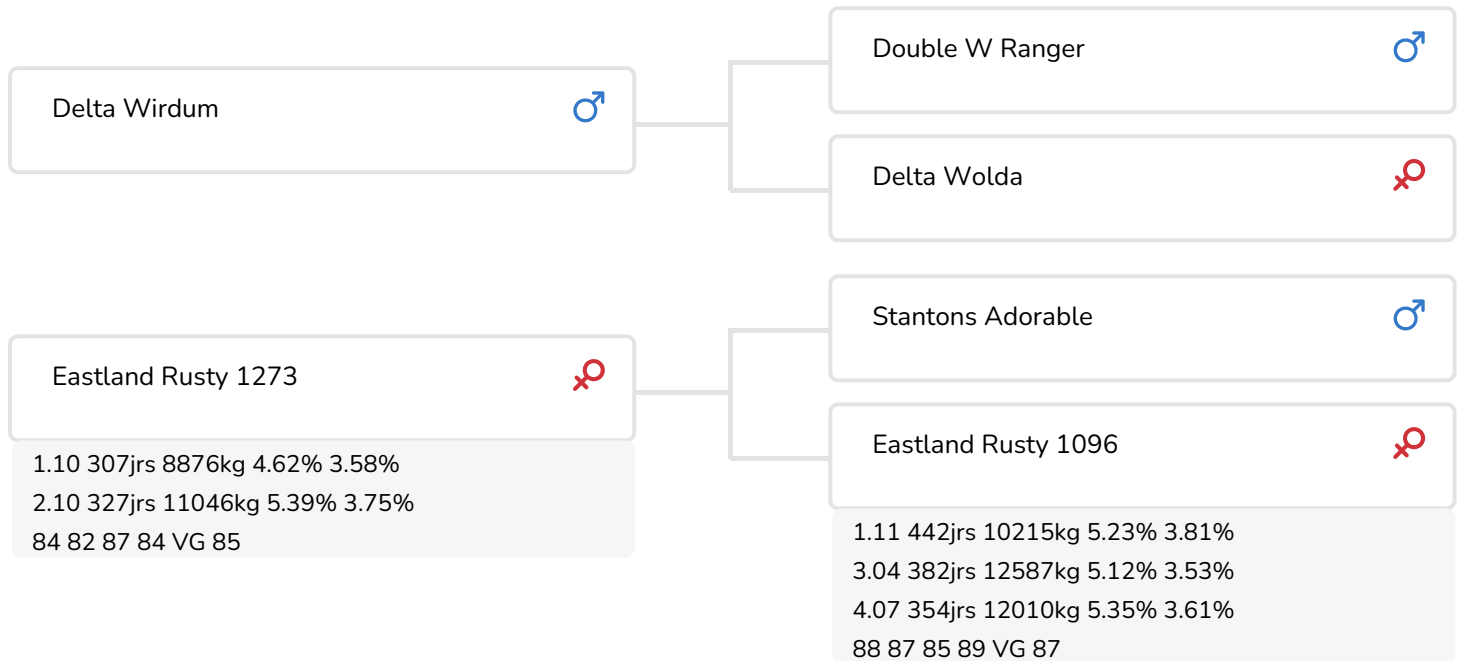 Delta Wirdum
Double W Ranger
Delta Wolda
Eastland Rusty 1273
1.10 307jrs 8876kg 4.62% 3.58%
2.10 327jrs 11046kg 5.39% 3.75%
84 82 87 84 VG 85
Stantons Adorable
Eastland Rusty 1096
1.11 442jrs 10215kg 5.23% 3.81%
3.04 382jrs 12587kg 5.12% 3.53%
4.07 354jrs 12010kg 5.35% 3.61%
88 87 85 89 VG 87